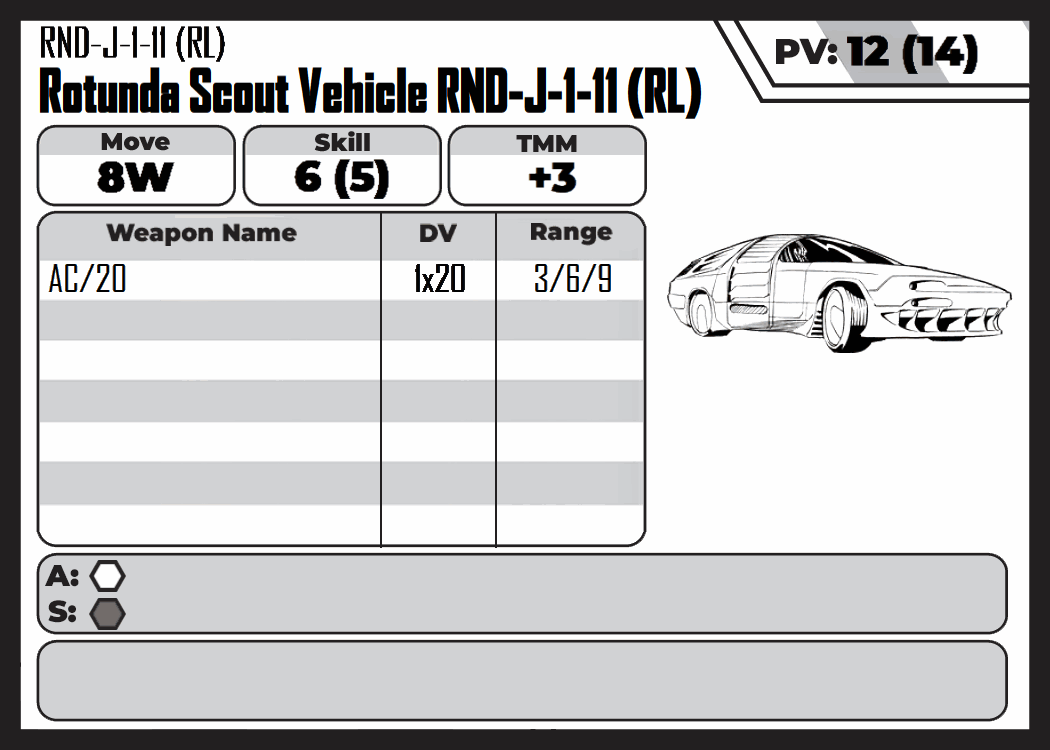 RND-J-1-11 (RL)
PV: 12 (14)
Rotunda Scout Vehicle RND-J-1-11 (RL)
Move Skill TMM
8W 6 (5) +3
Weapon Name DV Range
AC/20 1x20 3/6/9
A:
S: